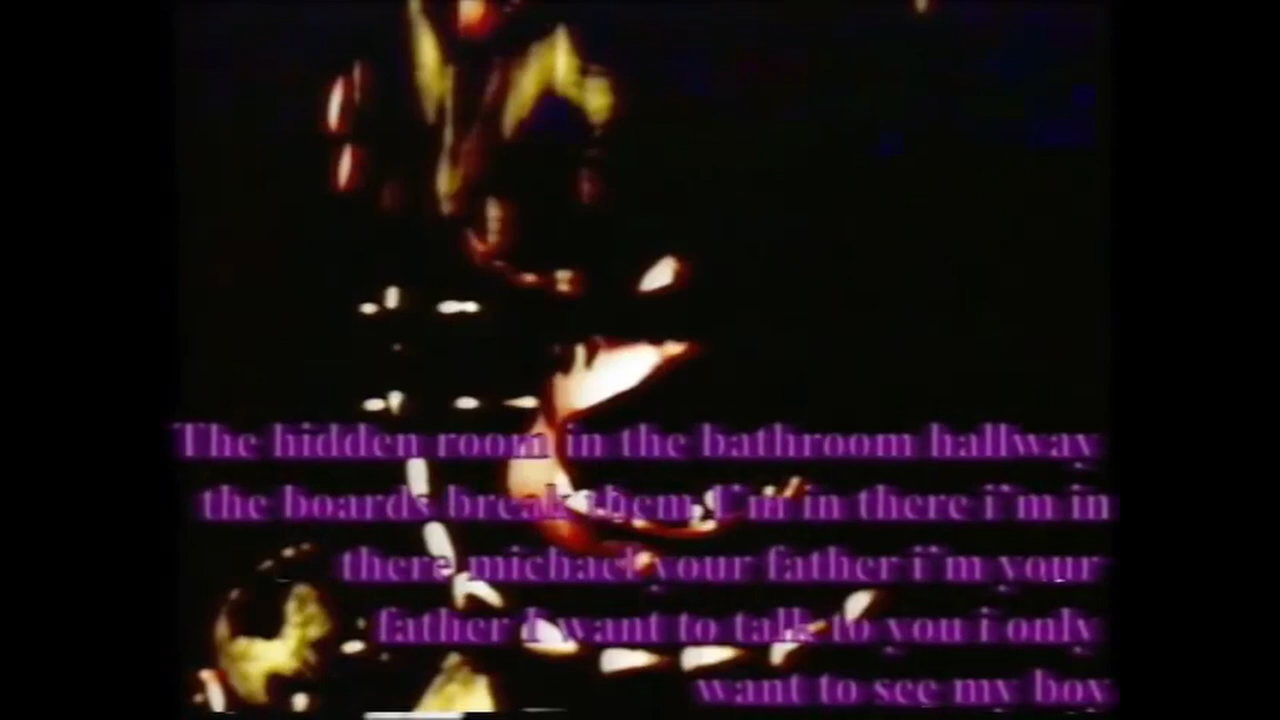 The hidden room in the bathroom hallway
the boards break them I'm in there i'm in
there michael your father i'm your
father I want to talk to you i only
want to see my boy